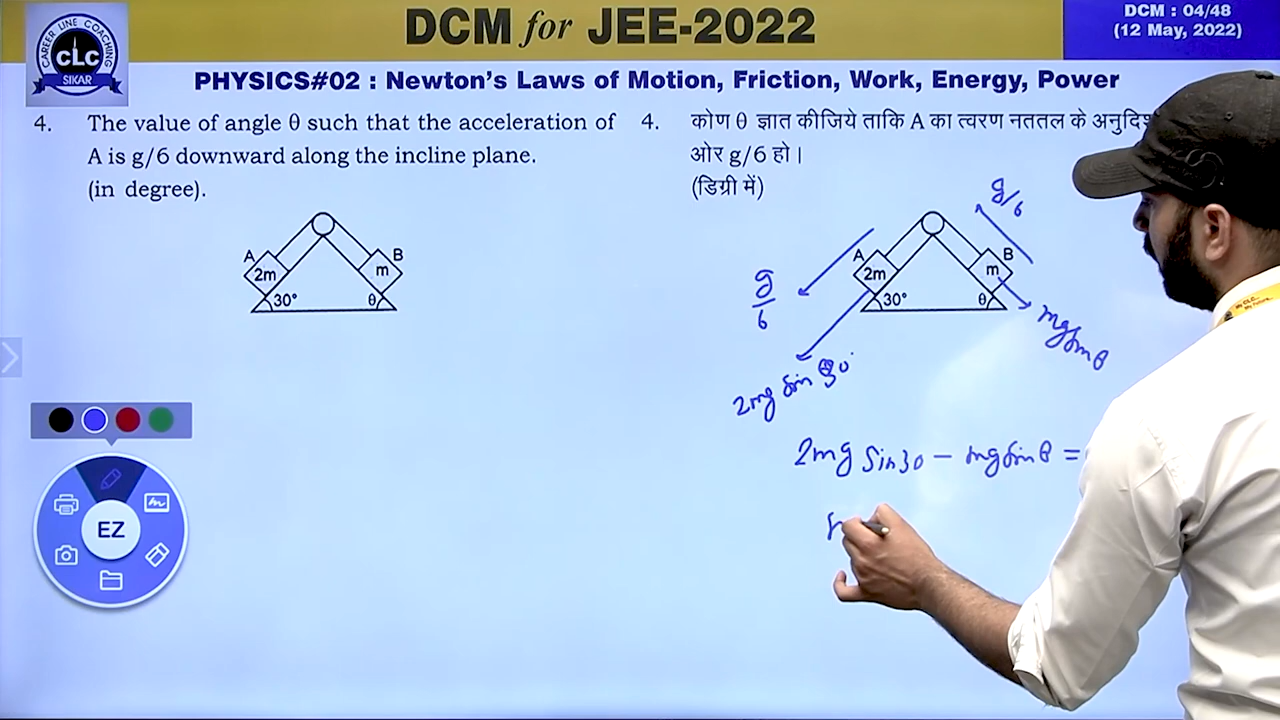 DCM for JEE-2022
DCM : 04/48
(12 May, 2022)
CAREER LINE COACHING
CLC
SIKAR
PHYSICS#02 : Newton's Laws of Motion, Friction, Work, Energy, Power
4. The value of angle θ such that the acceleration of
A is g/6 downward along the incline plane.
(in degree).
A
B
2m
m
30°
θ
4. कोण θ ज्ञात कीजिये ताकि A का त्वरण नततल के
ओर g/6 हो।
(डिग्री में)
g/6
A
B
2m
m
30°
θ
g/6
mg sin θ
2mg sin 30°
2mg sin 30 – mg sin θ =
EZ